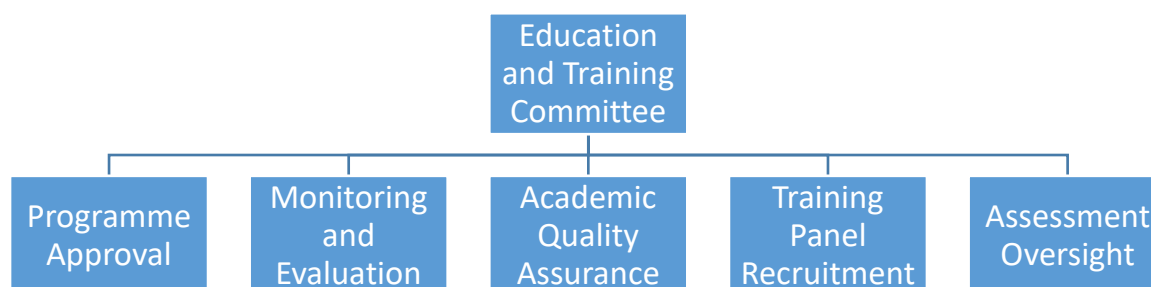 Education
and Training
Committee
Programme
Approval
Monitoring
and
Evaluation
Academic
Quality
Assurance
Training
Panel
Recruitment
Assessment
Oversight